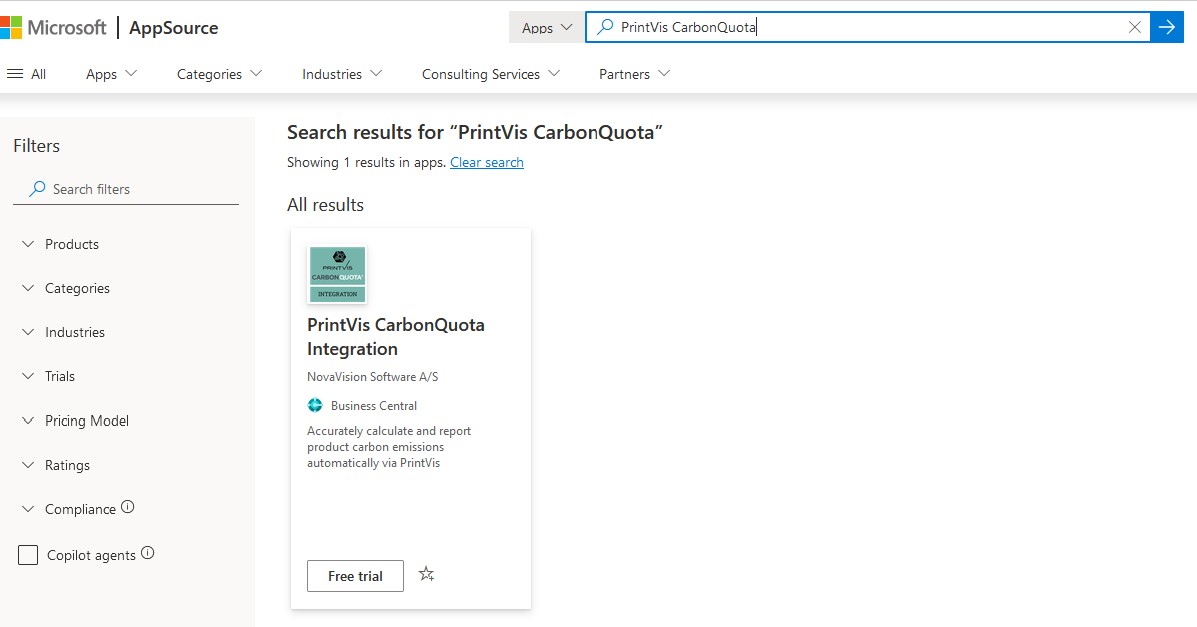 Microsoft | AppSource
Apps
PrintVis CarbonQuota
All
Apps
Categories
Industries
Consulting Services
Partners
Filters
Search filters
Products
Categories
Industries
Trials
Pricing Model
Ratings
Compliance
Copilot agents
Search results for “PrintVis CarbonQuota”
Showing 1 results in apps. Clear search
All results
PRINTVIS
CARBONQUOTA
INTEGRATION
PrintVis CarbonQuota
Integration
NovaVision Software A/S
Business Central
Accurately calculate and report
product carbon emissions
automatically via PrintVis
Free trial